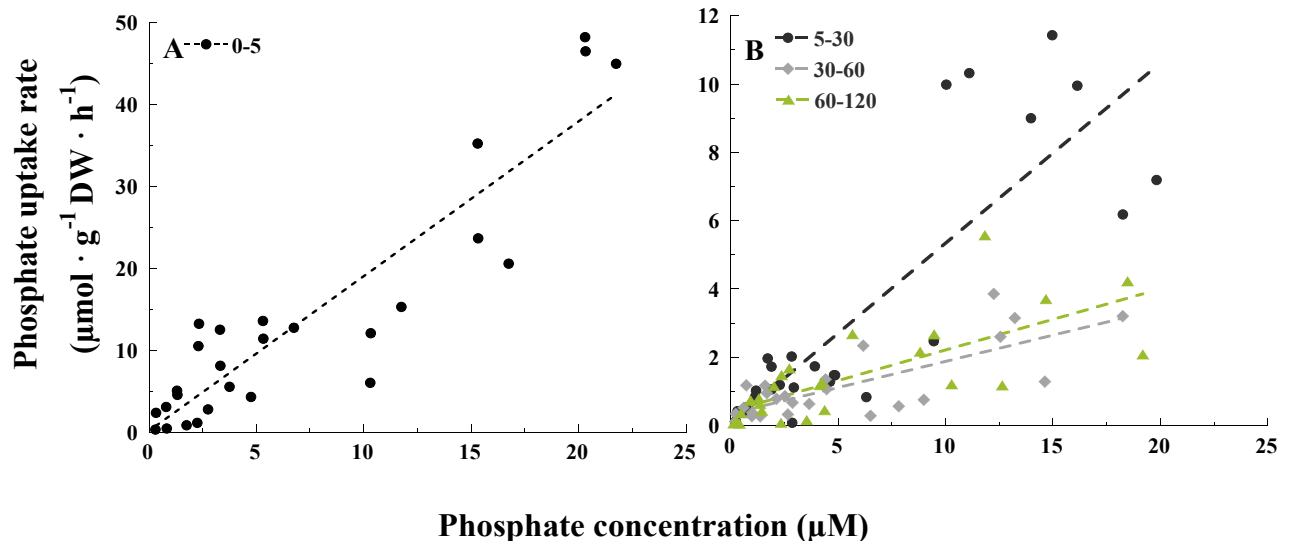 Phosphate uptake rate
(μmol · g⁻¹ DW · h⁻¹)
A
0-5
50
40
30
20
10
0
0 5 10 15 20 25
B
5-30
30-60
60-120
12
10
8
6
4
2
0
0 5 10 15 20 25
Phosphate concentration (μM)